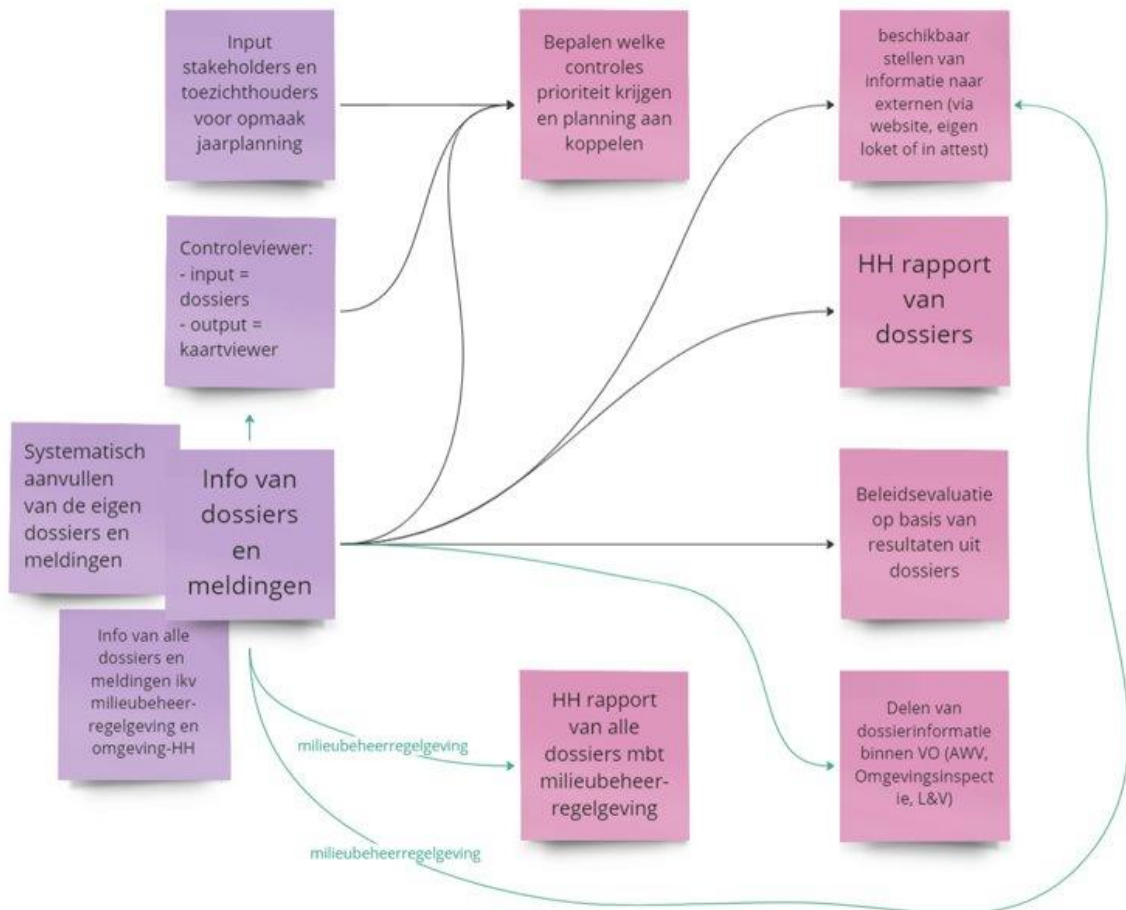 Input
stakeholders en
toezichthouders
voor opmaak
jaarplanning
Bepalen welke
controles
prioriteit krijgen
en planning aan
koppelen
beschikbaar
stellen van
informatie naar
externen (via
website, eigen
loket of in attest)
Controleviewer:
- input =
dossiers
- output =
kaartviewer
HH rapport
van
dossiers
Systematisch
aanvullen
van de eigen
dossiers en
meldingen
Info van
dossiers
en
meldingen
Beleidsevaluatie
op basis van
resultaten uit
dossiers
Info van alle
dossiers en
meldingen ikv
milieubeheer-
regelgeving en
omgeving-HH
milieubeheerregelgeving
HH rapport
van alle
dossiers mbt
milieubeheer-
regelgeving
Delen van
dossierinformatie
binnen VO (AWV,
Omgevingsinspect
ie, L&V)
milieubeheerregelgeving